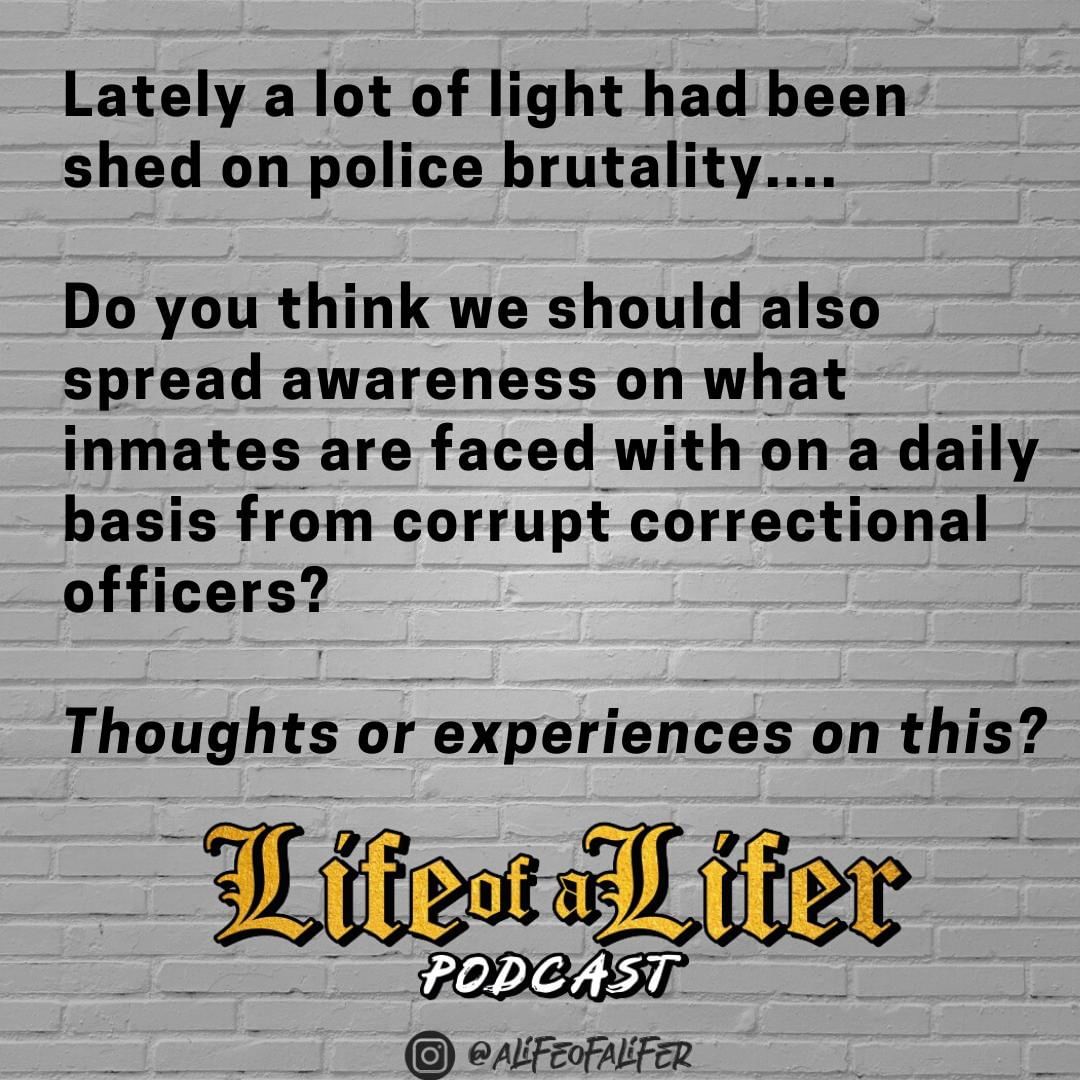 Lately a lot of light had been
shed on police brutality....
Do you think we should also
spread awareness on what
inmates are faced with on a daily
basis from corrupt correctional
officers?
Thoughts or experiences on this?
Life of a Lifer
PODCAST
@ALiFEOFALiFER